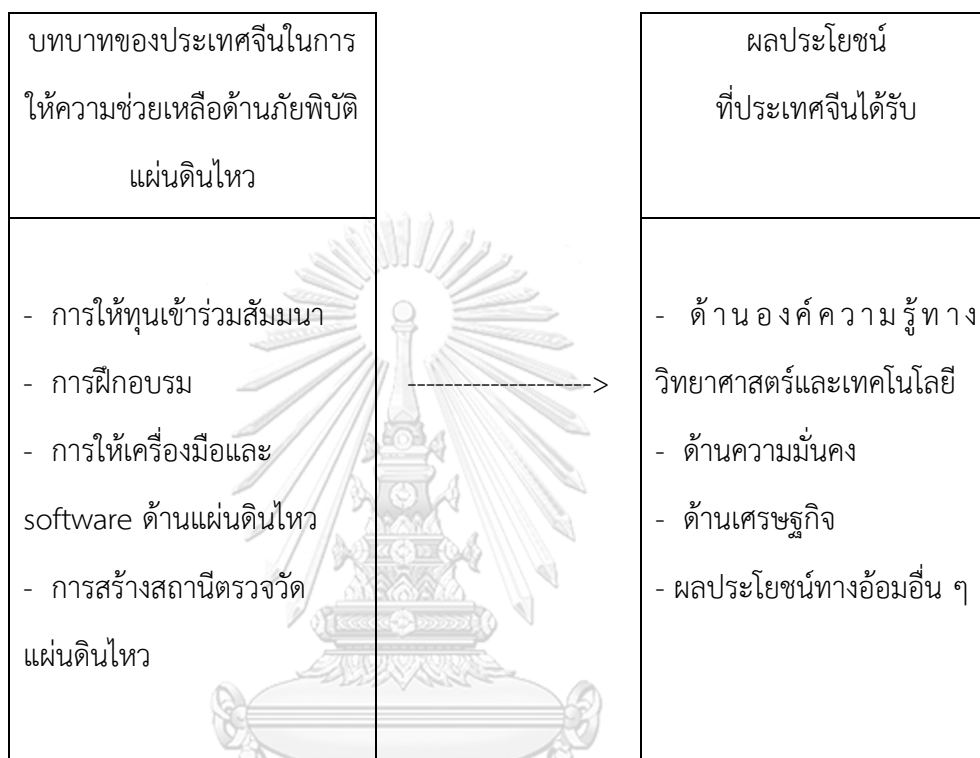 บทบาทของประเทศจีนในการ
ให้ความช่วยเหลือด้านภัยพิบัติ
แผ่นดินไหว
- การให้ทุนเข้าร่วมสัมมนา
- การฝึกอบรม
- การให้เครื่องมือและ
software ด้านแผ่นดินไหว
- การสร้างสถานีตรวจวัด
แผ่นดินไหว
------------------->
ผลประโยชน์
ที่ประเทศจีนได้รับ
- ด้านองค์ความรู้ทาง
วิทยาศาสตร์และเทคโนโลยี
- ด้านความมั่นคง
- ด้านเศรษฐกิจ
- ผลประโยชน์ทางอ้อมอื่น ๆ